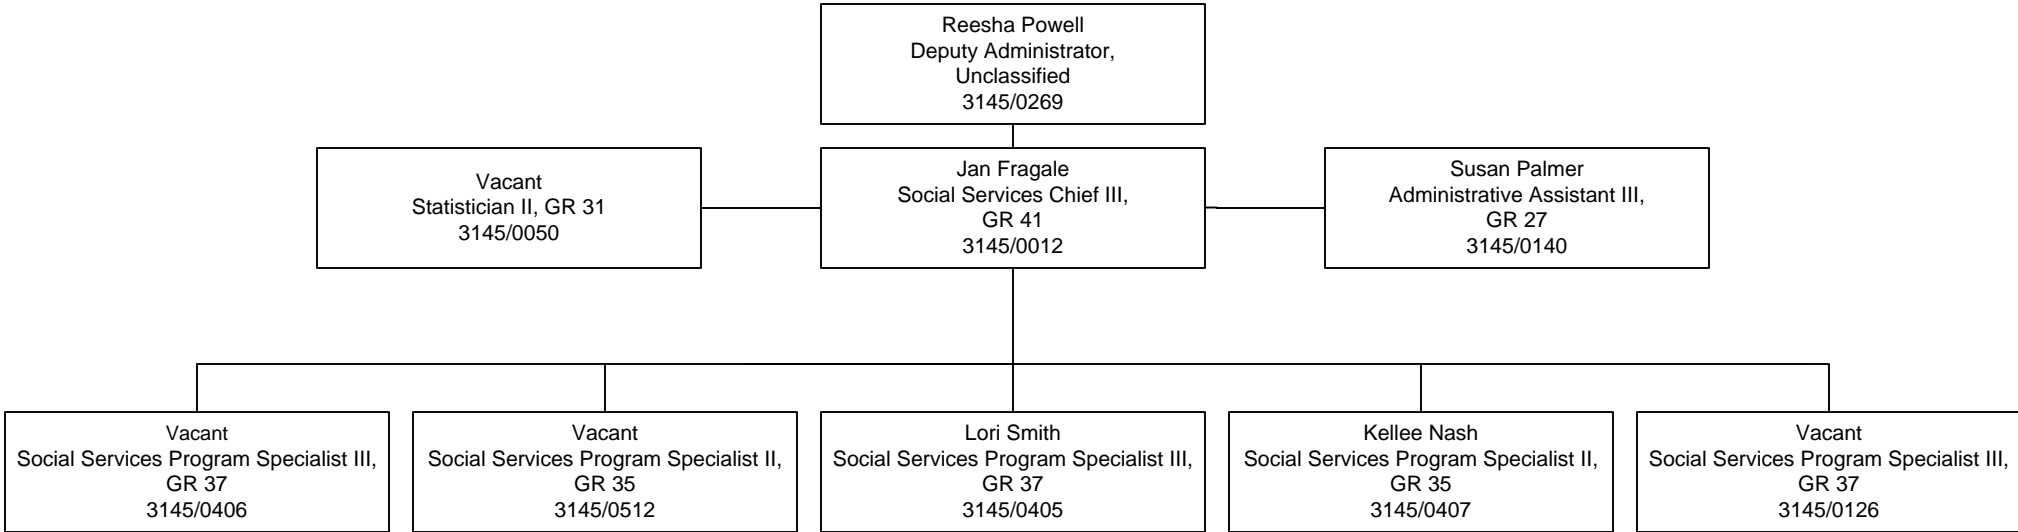 Reesha Powell
Deputy Administrator,
Unclassified
3145/0269
Vacant
Statistician II, GR 31
3145/0050
Jan Fragale
Social Services Chief III,
GR 41
3145/0012
Susan Palmer
Administrative Assistant III,
GR 27
3145/0140
Vacant
Social Services Program Specialist III,
GR 37
3145/0406
Vacant
Social Services Program Specialist II,
GR 35
3145/0512
Lori Smith
Social Services Program Specialist III,
GR 37
3145/0405
Kellee Nash
Social Services Program Specialist II,
GR 35
3145/0407
Vacant
Social Services Program Specialist III,
GR 37
3145/0126